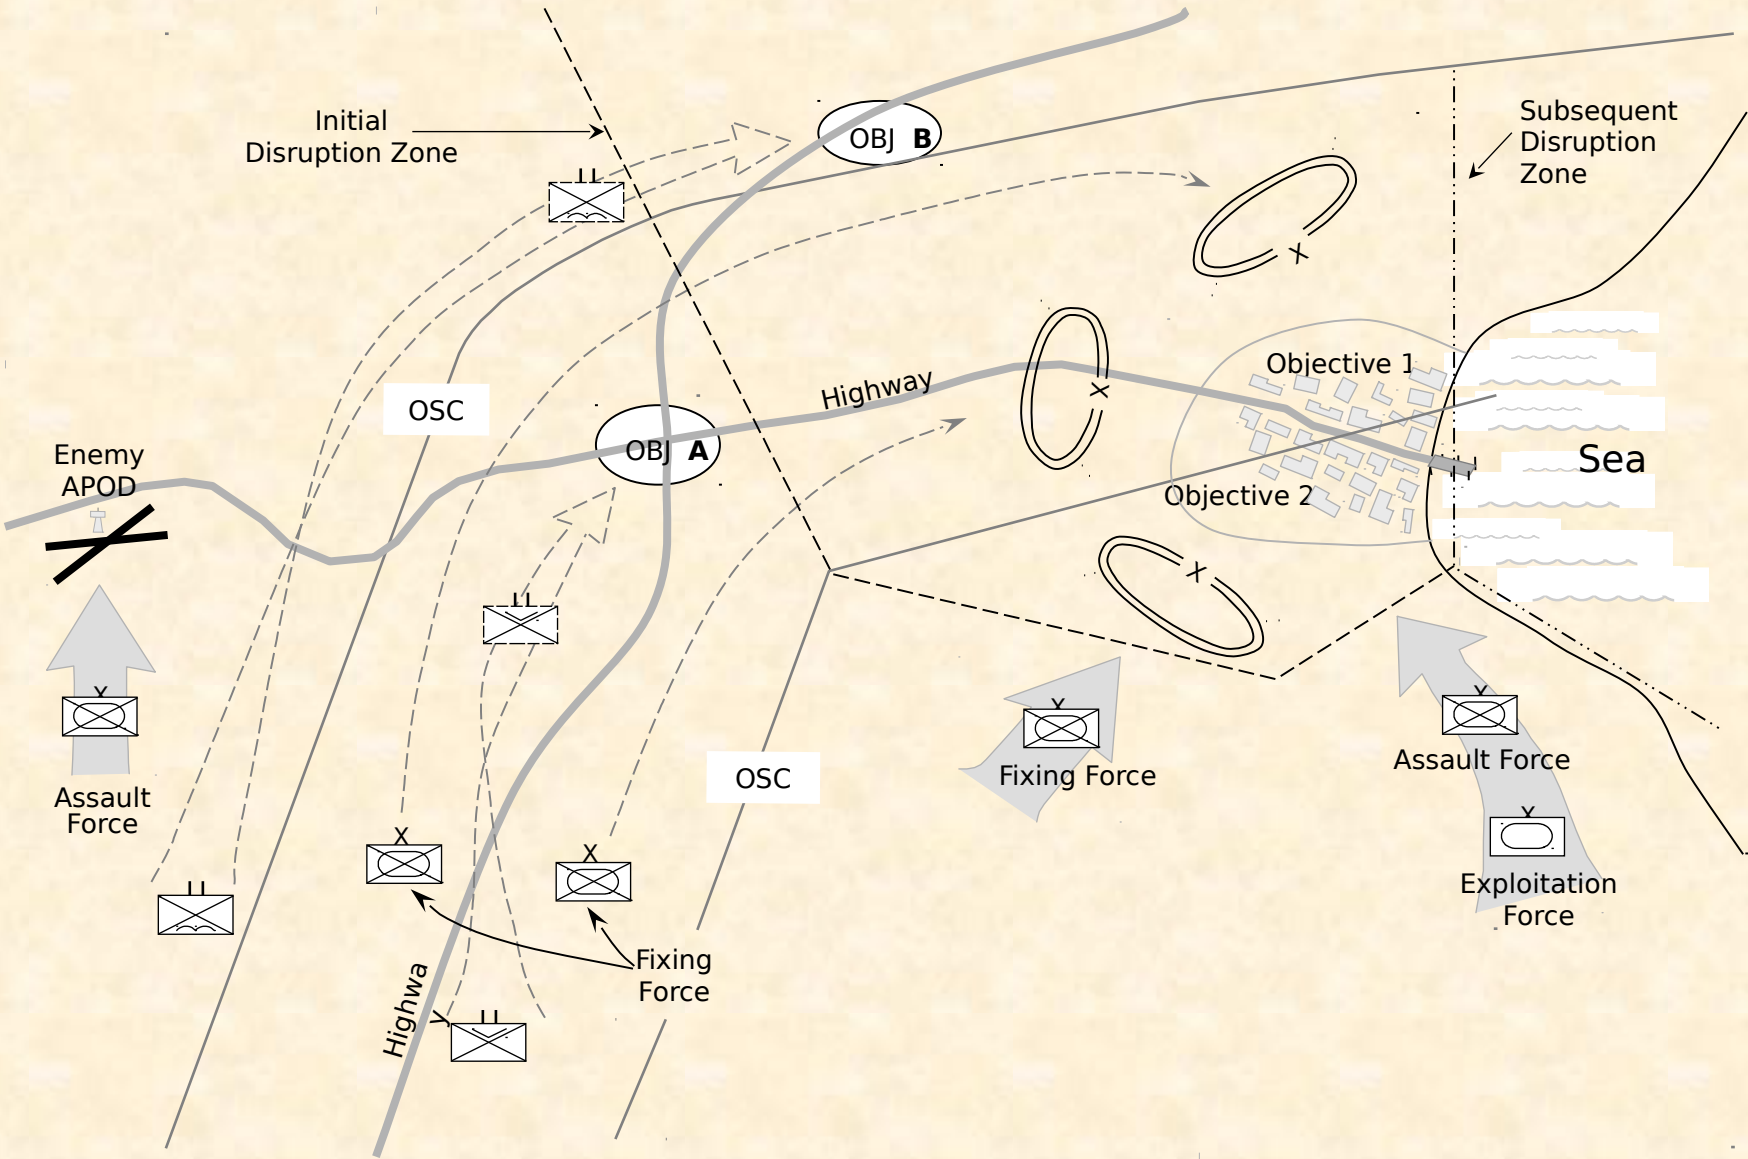 Initial
Disruption Zone
OBJ B
Subsequent
Disruption
Zone
X
Highway
X
Objective 1
OSC
OBJ A
Enemy
APOD
Sea
Objective 2
X
X
Assault
Force
X
Fixing Force
X
Assault Force
OSC
X
X
X
Exploitation
Force
Fixing
Force
Highway